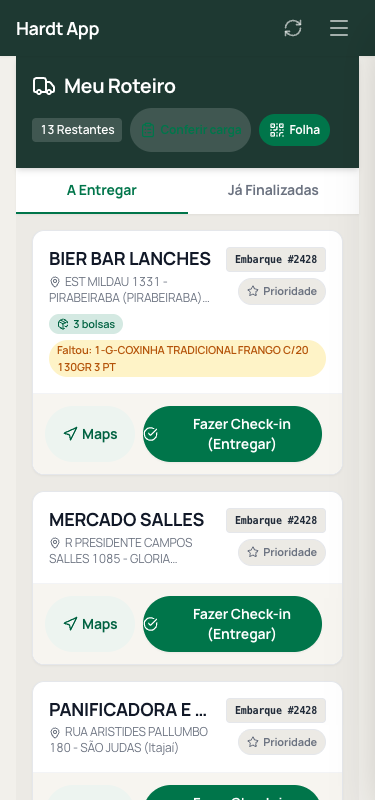 Hardt App
Meu Roteiro
13 Restantes
Folha
A Entregar
Já Finalizadas
BIER BAR LANCHES
Embarque #2428
EST MILDAU 1331 -
PIRABEIRABA (PIRABEIRABA)...
Prioridade
3 bolsas
Faltou: 1-G-COXINHA TRADICIONAL FRANGO C/20
130GR 3 PT
Maps
Fazer Check-in
(Entregar)
MERCADO SALLES
Embarque #2428
R PRESIDENTE CAMPOS
SALLES 1085 - GLORIA...
Prioridade
Maps
Fazer Check-in
(Entregar)
PANIFICADORA E ...
Embarque #2428
RUA ARISTIDES PALLUMBO
180 - SÃO JUDAS (Itajaí)
Prioridade